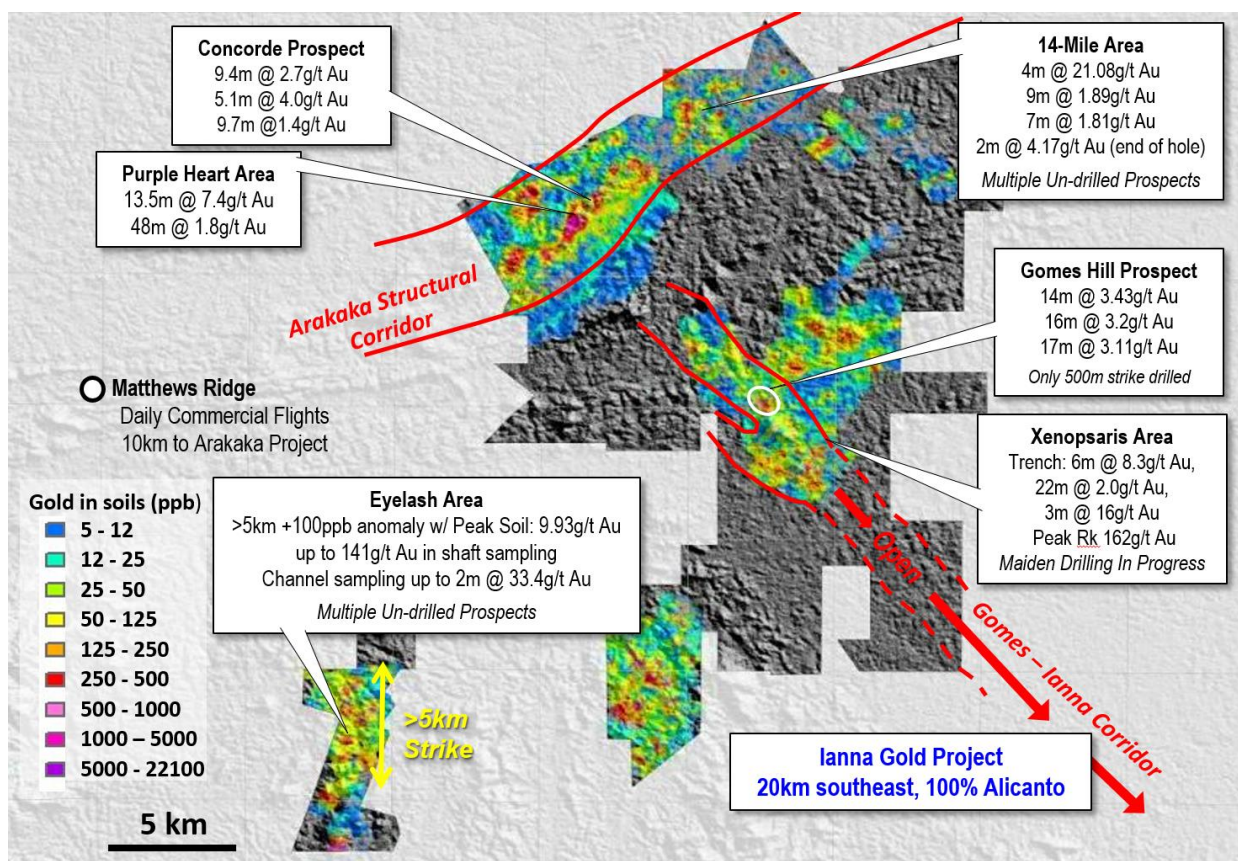 Concorde Prospect
9.4m @ 2.7g/t Au
5.1m @ 4.0g/t Au
9.7m @1.4g/t Au
Purple Heart Area
13.5m @ 7.4g/t Au
48m @ 1.8g/t Au
14-Mile Area
4m @ 21.08g/t Au
9m @ 1.89g/t Au
7m @ 1.81g/t Au
2m @ 4.17g/t Au (end of hole)
Multiple Un-drilled Prospects
Arakaka Structural
Corridor
Gomes Hill Prospect
14m @ 3.43g/t Au
16m @ 3.2g/t Au
17m @ 3.11g/t Au
Only 500m strike drilled
Matthews Ridge
Daily Commercial Flights
10km to Arakaka Project
Xenopsaris Area
Trench: 6m @ 8.3g/t Au,
22m @ 2.0g/t Au,
3m @ 16g/t Au
Peak Rk 162g/t Au
Maiden Drilling In Progress
Gold in soils (ppb)
5 - 12
12 - 25
25 - 50
50 - 125
125 - 250
250 - 500
500 - 1000
1000 – 5000
5000 - 22100
Eyelash Area
>5km +100ppb anomaly w/ Peak Soil: 9.93g/t Au
up to 141g/t Au in shaft sampling
Channel sampling up to 2m @ 33.4g/t Au
Multiple Un-drilled Prospects
Open
Gomes – Ianna Corridor
>5km
Strike
Ianna Gold Project
20km southeast, 100% Alicanto
5 km